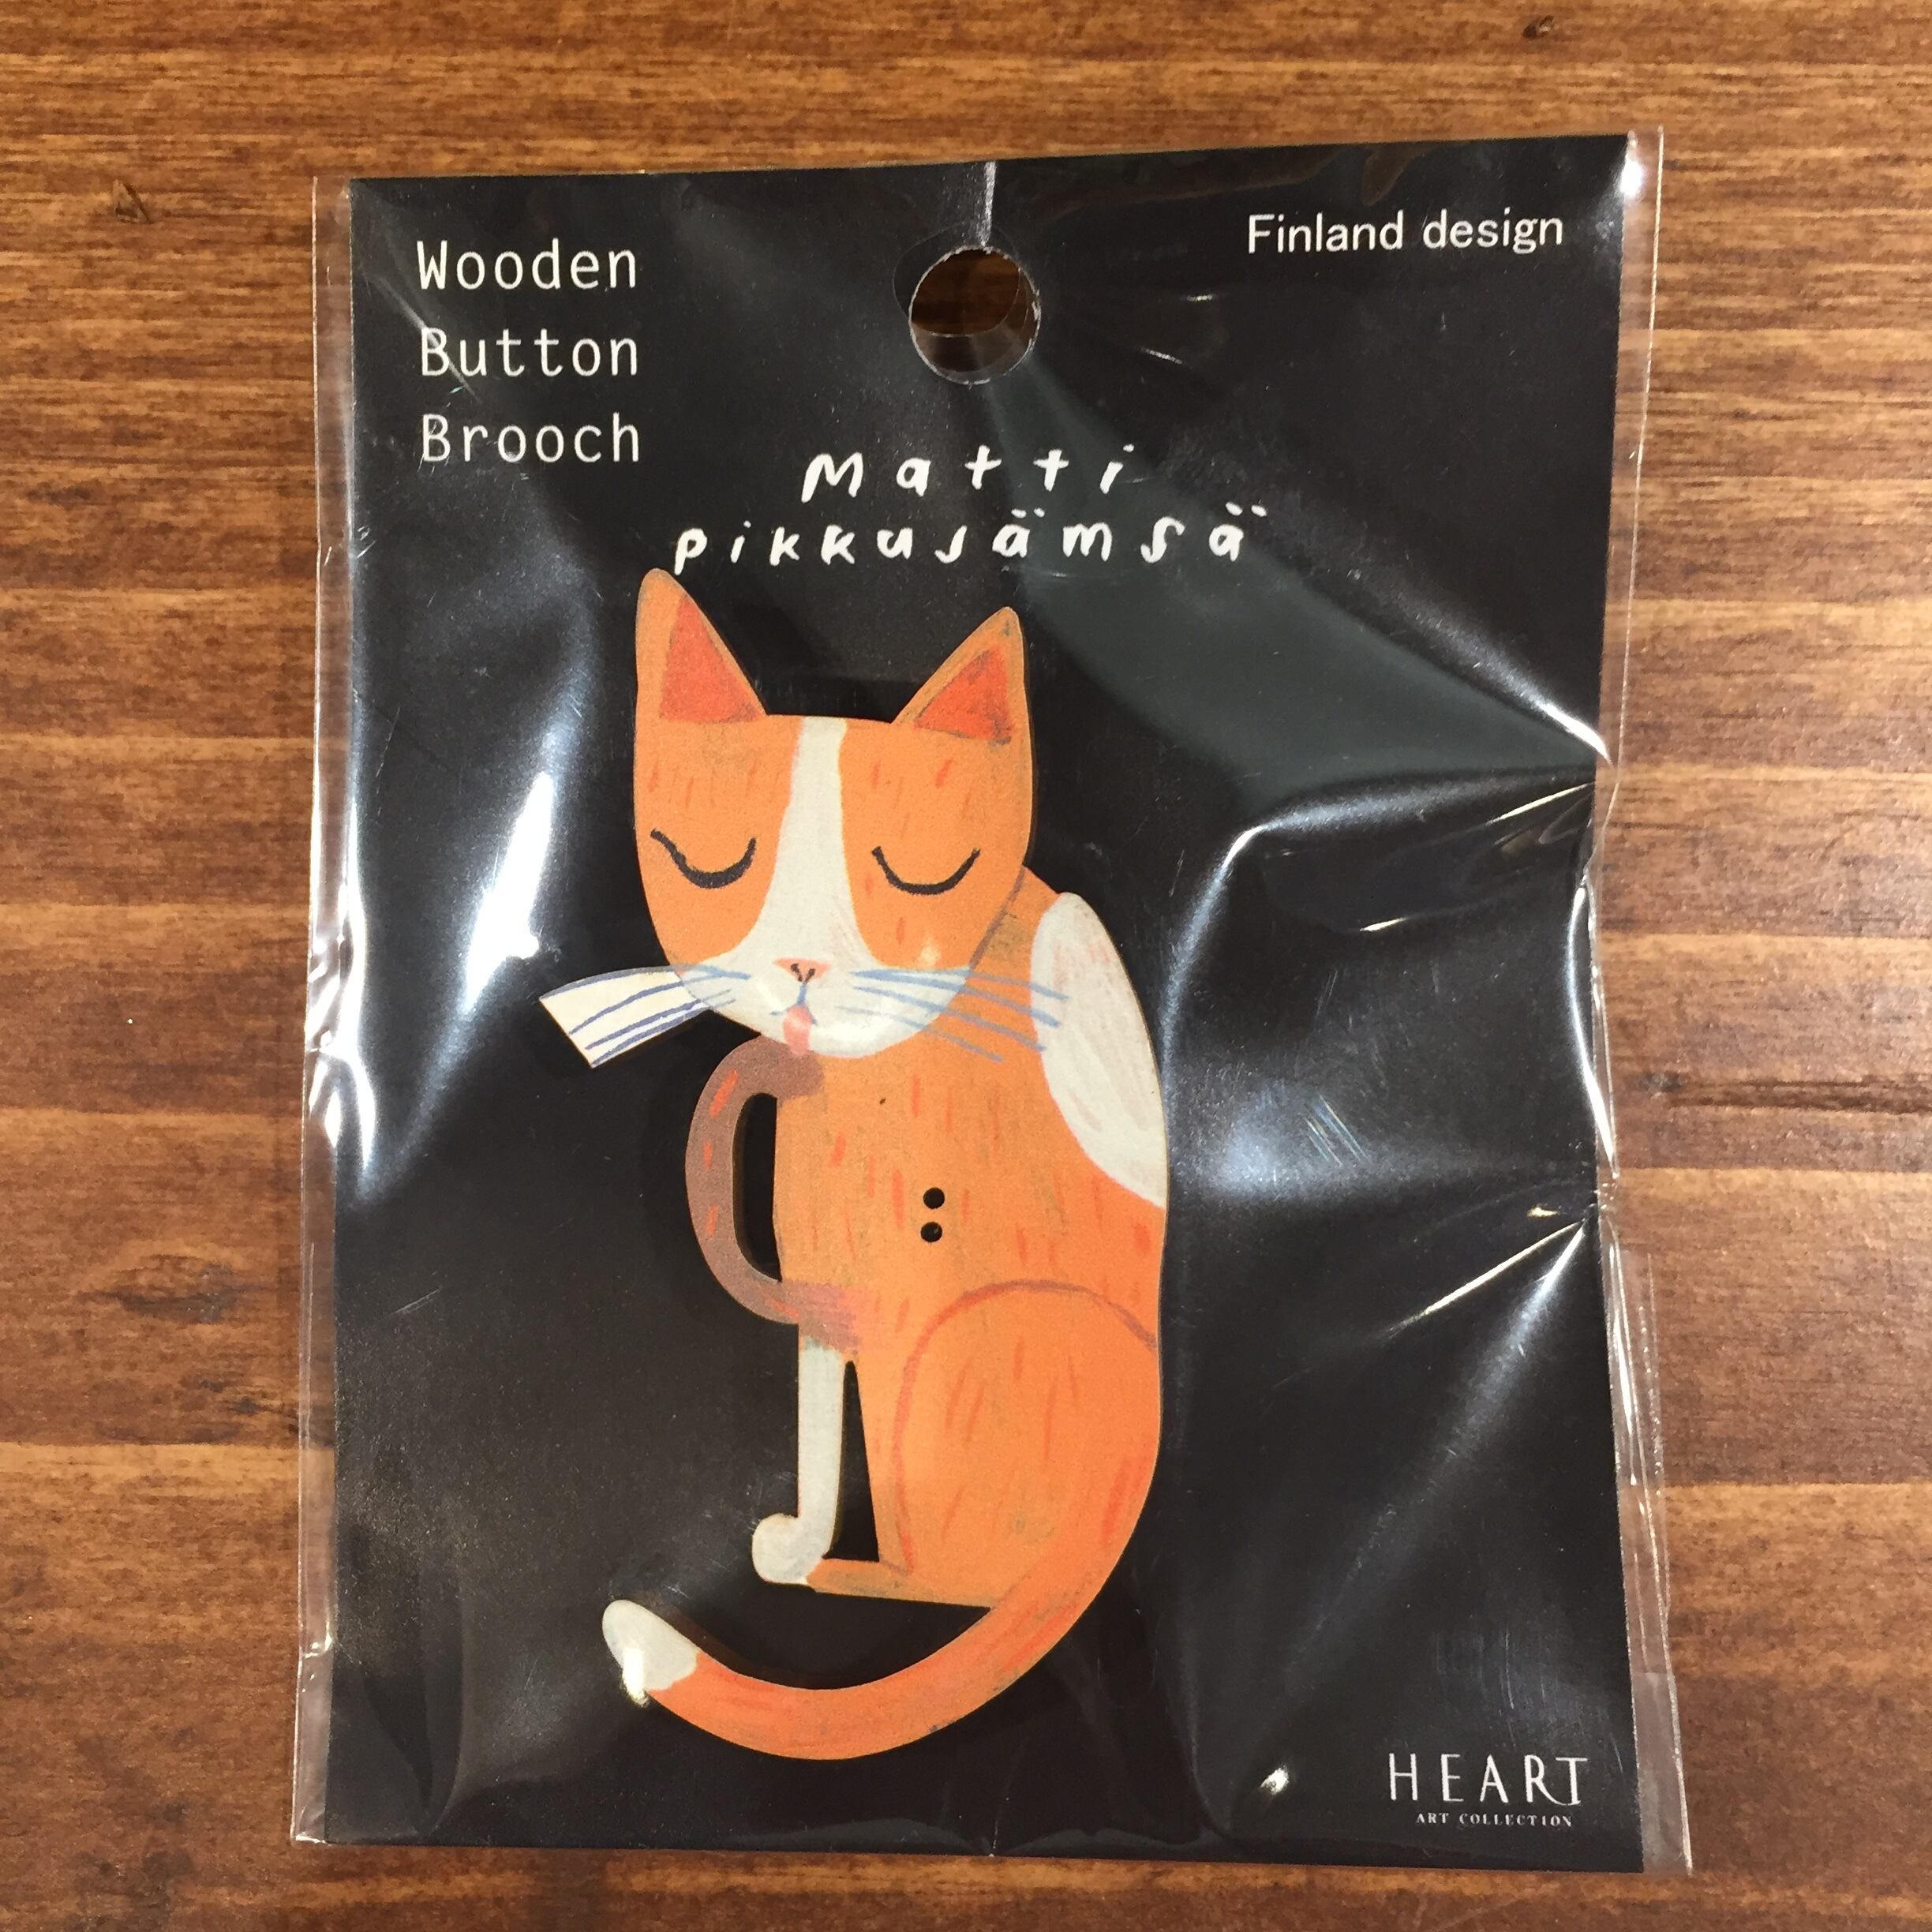 Wooden
Button
Brooch
Finland design
Matti
pikkujämsä
HEART
ART COLLECTION